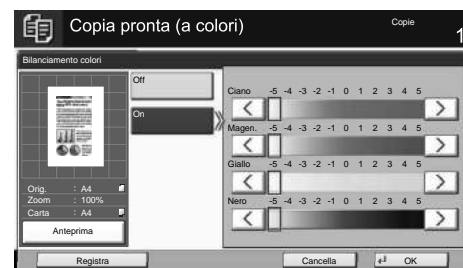 Copia pronta (a colori)
Copie
1
Bilanciamento colori
Off
On
Ciano -5 -4 -3 -2 -1 0 1 2 3 4 5
Magen. -5 -4 -3 -2 -1 0 1 2 3 4 5
Giallo -5 -4 -3 -2 -1 0 1 2 3 4 5
Nero -5 -4 -3 -2 -1 0 1 2 3 4 5
Orig. : A4
Zoom : 100%
Carta : A4
Anteprima
Registra
Cancella
OK